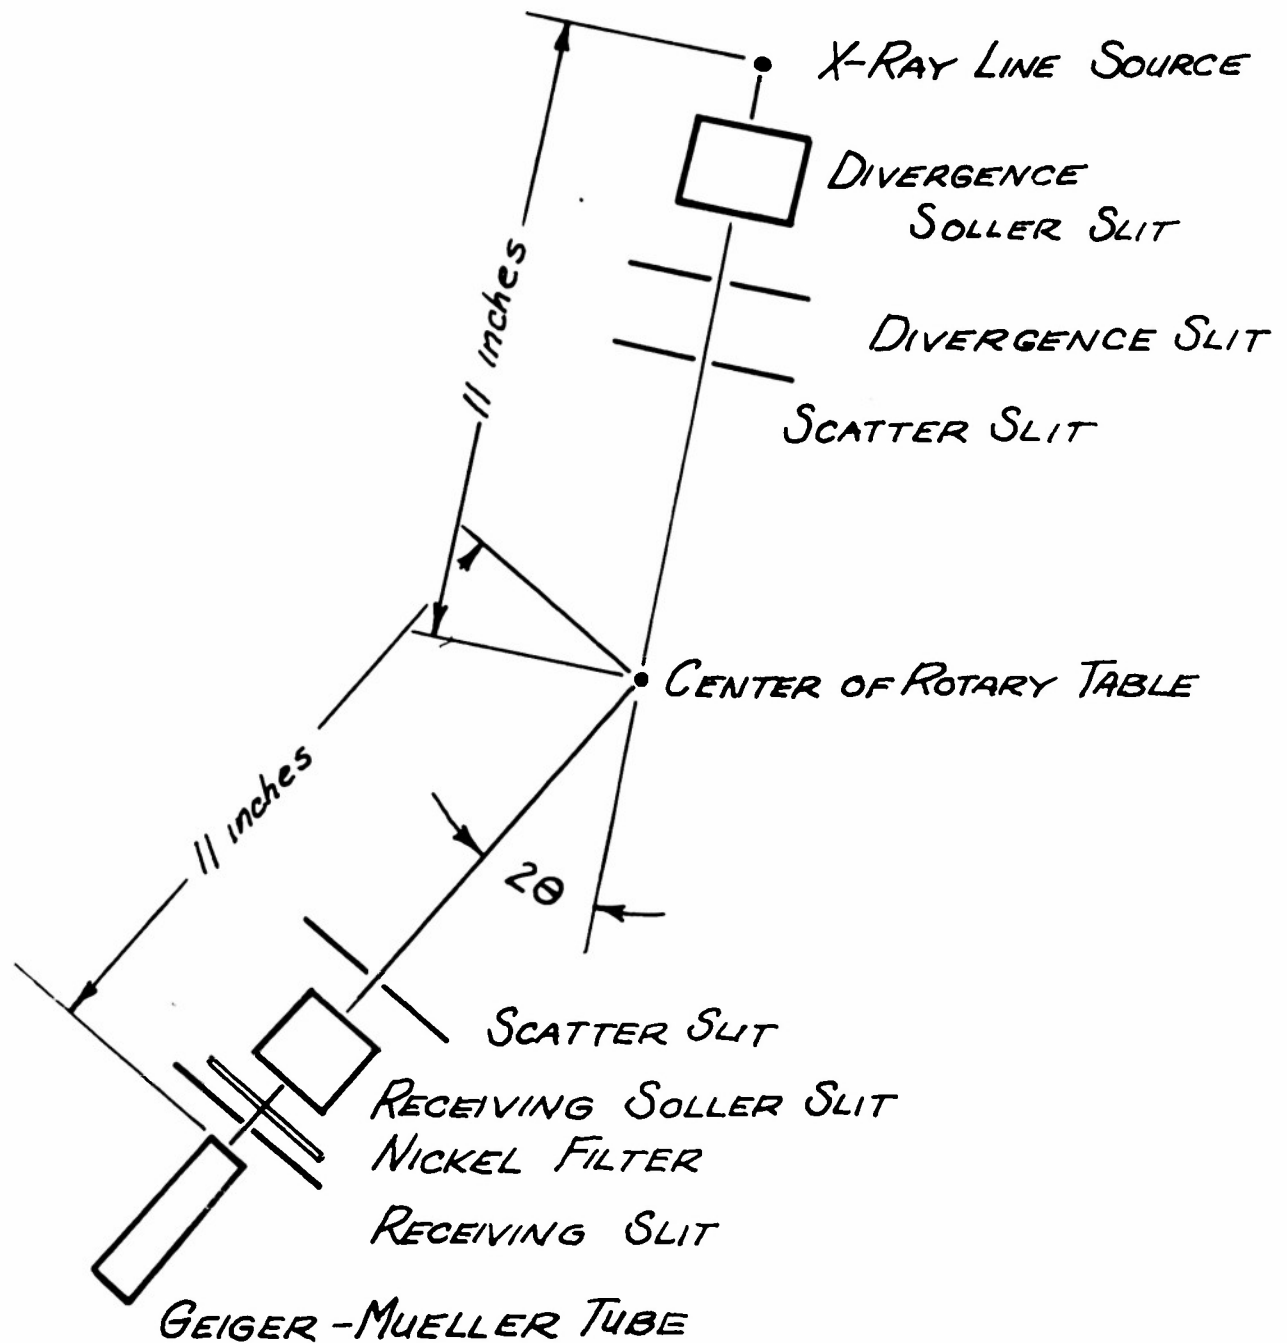 X-RAY LINE SOURCE
DIVERGENCE
SOLLER SLIT
11 inches
DIVERGENCE SLIT
SCATTER SLIT
CENTER OF ROTARY TABLE
11 inches
2θ
SCATTER SLIT
RECEIVING SOLLER SLIT
NICKEL FILTER
RECEIVING SLIT
GEIGER-MUELLER TUBE